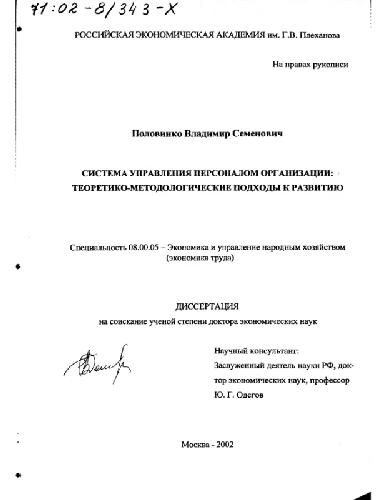 71:02-8/343-X
РОССИЙСКАЯ ЭКОНОМИЧЕСКАЯ АКАДЕМИЯ им. Г.В. Плеханова
На правах рукописи
Половинко Владимир Семенович
СИСТЕМА УПРАВЛЕНИЯ ПЕРСОНАЛОМ ОРГАНИЗАЦИИ:
ТЕОРЕТИКО-МЕТОДОЛОГИЧЕСКИЕ ПОДХОДЫ К РАЗВИТИЮ
Специальность 08.00.05 – Экономика и управление народным хозяйством
(экономика труда)
ДИССЕРТАЦИЯ
на соискание ученой степени доктора экономических наук
Научный консультант:
Заслуженный деятель науки РФ, док-
тор экономических наук, профессор
Ю. Г. Одегов
Москва - 2002